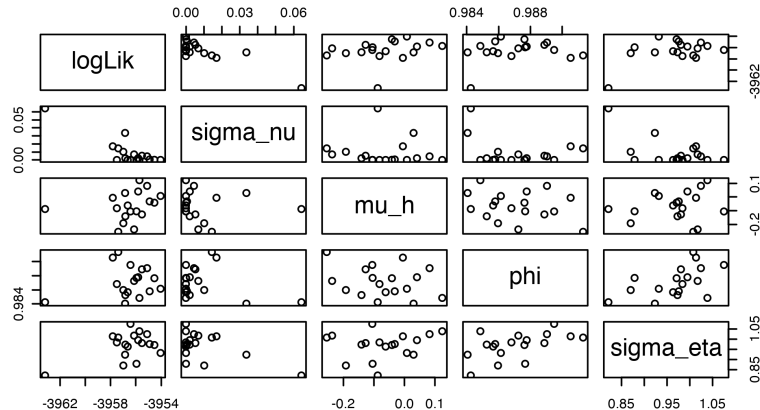 0.00 0.03 0.06
0.984 0.988
logLik
-3962
sigma_nu
0.00 0.05
mu_h
-0.2 0.1
phi
0.984
sigma_eta
0.85 1.05
-3962 -3958 -3954
-0.2 0.0 0.1
0.85 0.95 1.05